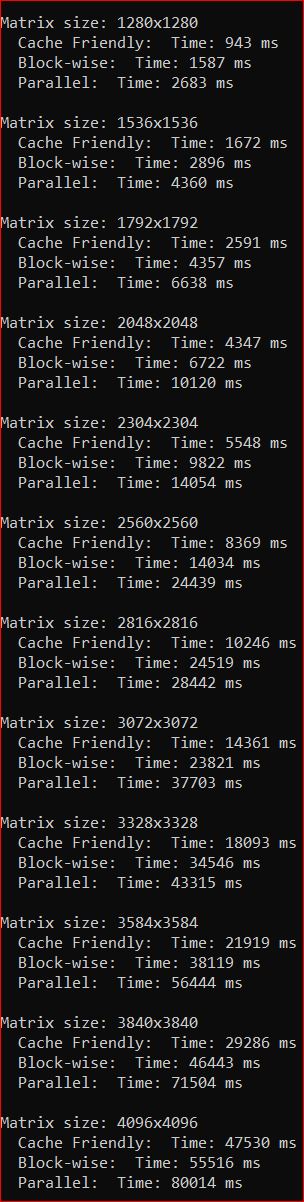 Matrix size: 1280x1280
Cache Friendly: Time: 943 ms
Block-wise: Time: 1587 ms
Parallel: Time: 2683 ms
Matrix size: 1536x1536
Cache Friendly: Time: 1672 ms
Block-wise: Time: 2896 ms
Parallel: Time: 4360 ms
Matrix size: 1792x1792
Cache Friendly: Time: 2591 ms
Block-wise: Time: 4357 ms
Parallel: Time: 6638 ms
Matrix size: 2048x2048
Cache Friendly: Time: 4347 ms
Block-wise: Time: 6722 ms
Parallel: Time: 10120 ms
Matrix size: 2304x2304
Cache Friendly: Time: 5548 ms
Block-wise: Time: 9822 ms
Parallel: Time: 14054 ms
Matrix size: 2560x2560
Cache Friendly: Time: 8369 ms
Block-wise: Time: 14034 ms
Parallel: Time: 24439 ms
Matrix size: 2816x2816
Cache Friendly: Time: 10246 ms
Block-wise: Time: 24519 ms
Parallel: Time: 28442 ms
Matrix size: 3072x3072
Cache Friendly: Time: 14361 ms
Block-wise: Time: 23821 ms
Parallel: Time: 37703 ms
Matrix size: 3328x3328
Cache Friendly: Time: 18093 ms
Block-wise: Time: 34546 ms
Parallel: Time: 43315 ms
Matrix size: 3584x3584
Cache Friendly: Time: 21919 ms
Block-wise: Time: 38119 ms
Parallel: Time: 56444 ms
Matrix size: 3840x3840
Cache Friendly: Time: 29286 ms
Block-wise: Time: 46443 ms
Parallel: Time: 71504 ms
Matrix size: 4096x4096
Cache Friendly: Time: 47530 ms
Block-wise: Time: 55516 ms
Parallel: Time: 80014 ms